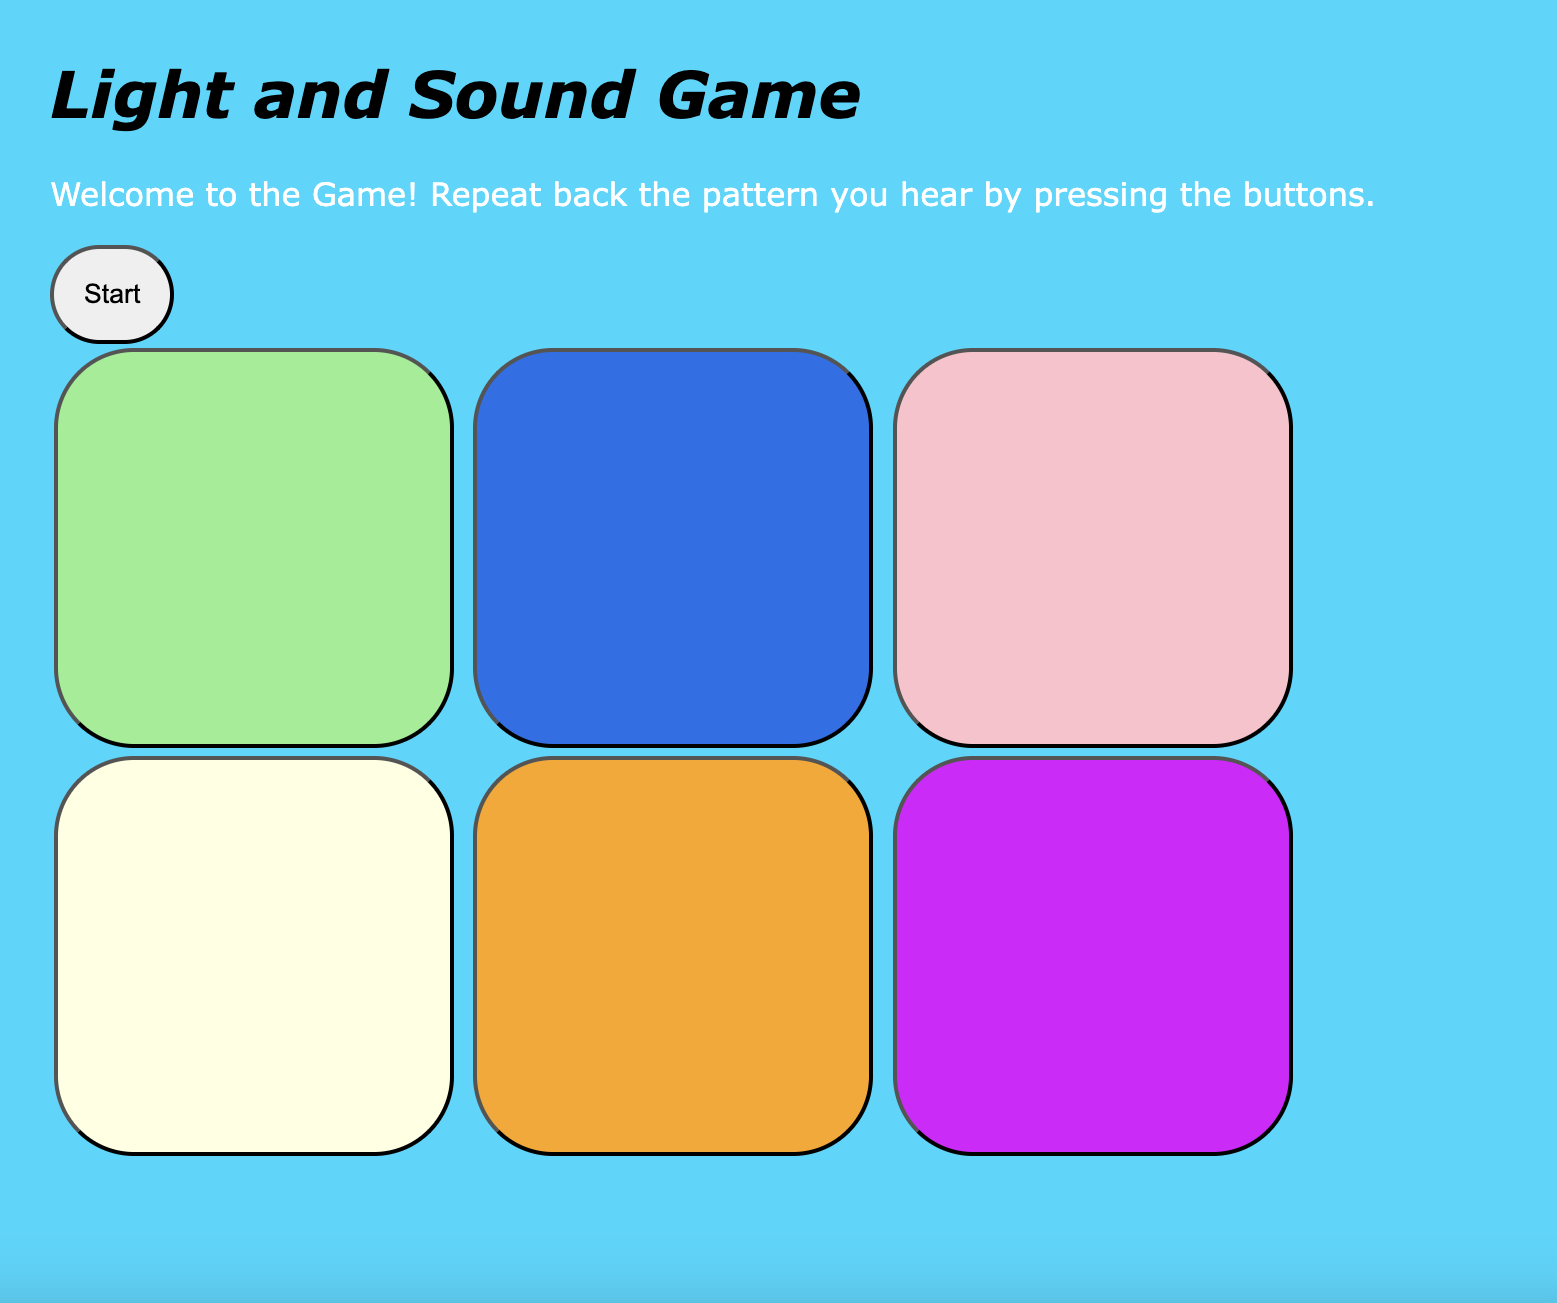 Light and Sound Game
Welcome to the Game! Repeat back the pattern you hear by pressing the buttons.
Start